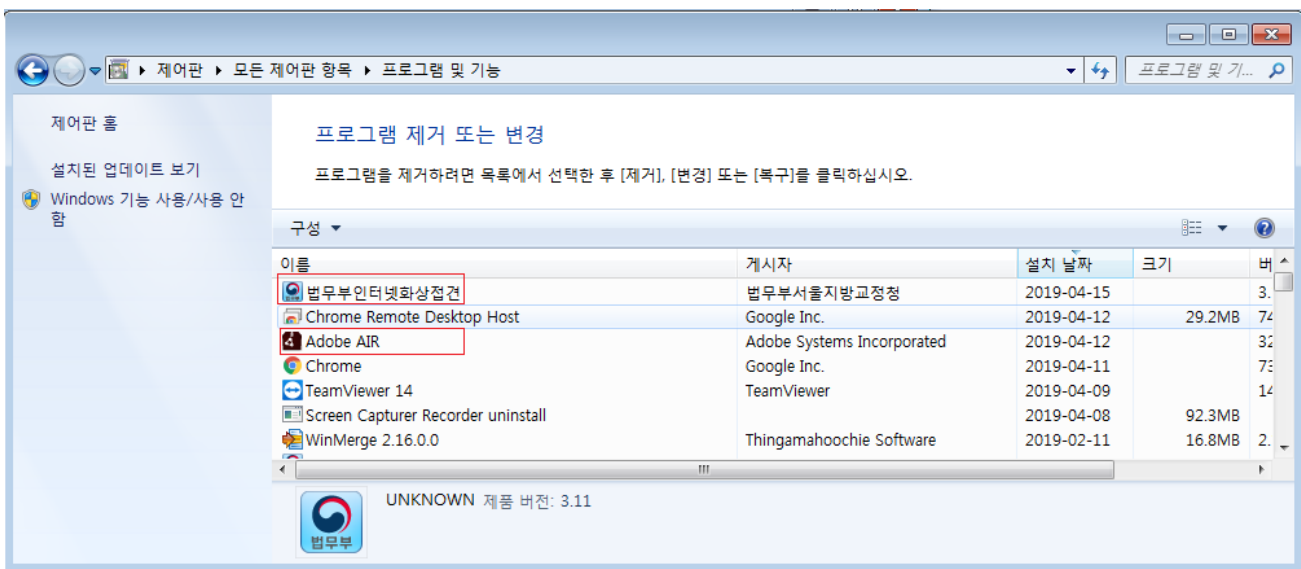 제어판 ▸ 모든 제어판 항목 ▸ 프로그램 및 기능
프로그램 및 기...
제어판 홈
설치된 업데이트 보기
Windows 기능 사용/사용 안
함
프로그램 제거 또는 변경
프로그램을 제거하려면 목록에서 선택한 후 [제거], [변경] 또는 [복구]를 클릭하십시오.
구성
이름 게시자 설치 날짜 크기 버
법무부인터넷화상접견 법무부서울지방교정청 2019-04-15 3.
Chrome Remote Desktop Host Google Inc. 2019-04-12 29.2MB 74
Adobe AIR Adobe Systems Incorporated 2019-04-12 32
Chrome Google Inc. 2019-04-11 73
TeamViewer 14 TeamViewer 2019-04-09 14
Screen Capturer Recorder uninstall 2019-04-08 92.3MB
WinMerge 2.16.0.0 Thingamahoochie Software 2019-02-11 16.8MB 2.
UNKNOWN 제품 버전: 3.11
법무부